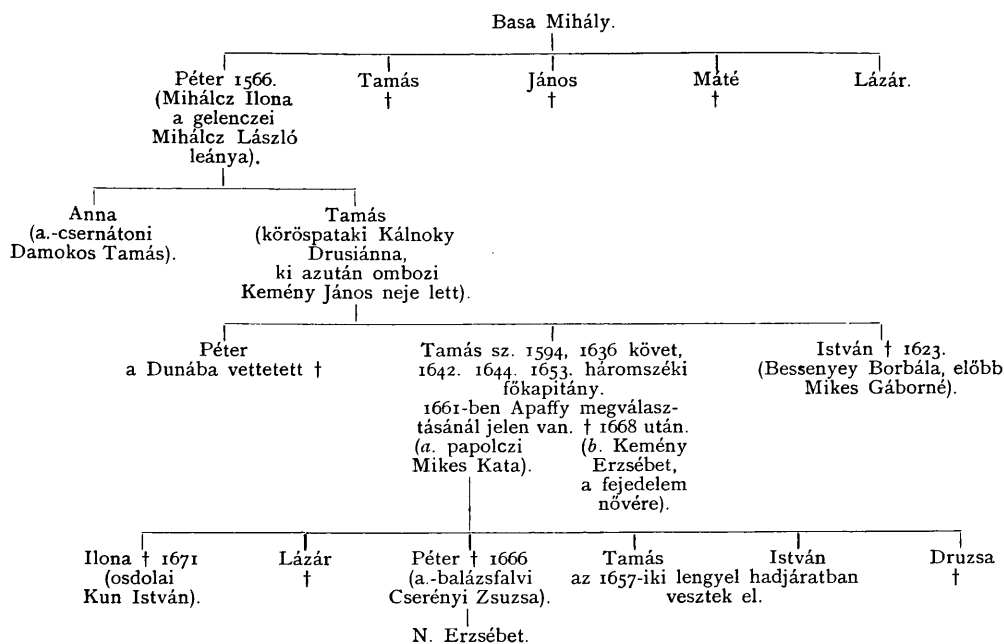 Basa Mihály.
Péter 1566.
(Mihálcz Ilona
a gelenczei
Mihálcz László
leánya).
Tamás
†
János
†
Máté
†
Lázár.
Anna
(a.-csernátoni
Damokos Tamás).
Tamás
(köröspataki Kálnoky
Drusiánna,
ki azután ombozi
Kemény János neje lett).
Péter
a Dunába vettetett †
Tamás sz. 1594, 1636 követ,
1642. 1644. 1653. háromszéki
főkapitány.
1661-ben Apaffy megválasz-
tásánál jelen van. † 1668 után.
(a. papolczi
Mikes Kata).
(b. Kemény
Erzsébet,
a fejedelem
nővére).
István † 1623.
(Bessenyey Borbála, előbb
Mikes Gáborné).
Ilona † 1671
(osdolai
Kun István).
Lázár
†
Péter † 1666
(a.-balázsfalvi
Cserényi Zsuzsa).
Tamás István
az 1657-iki lengyel hadjáratban
vesztek el.
Druzsa
†
N. Erzsébet.